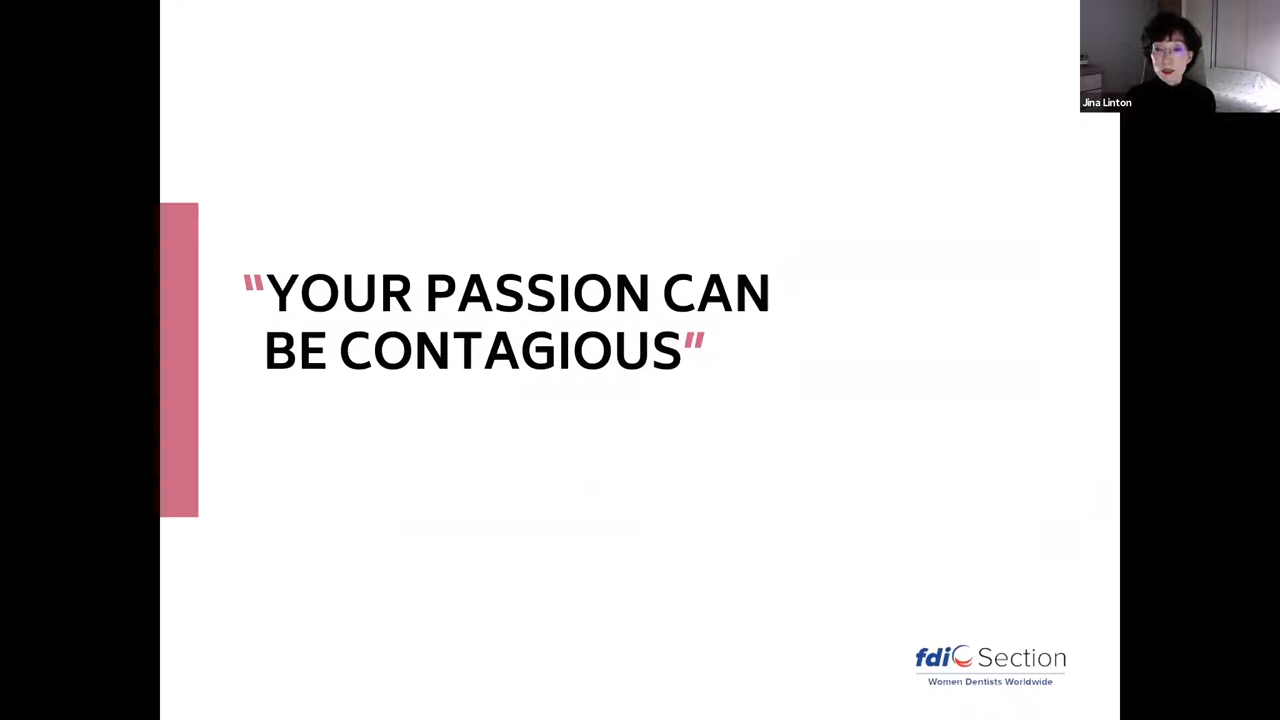 Jina Linton
"YOUR PASSION CAN
BE CONTAGIOUS"
fdi Section
Women Dentists Worldwide